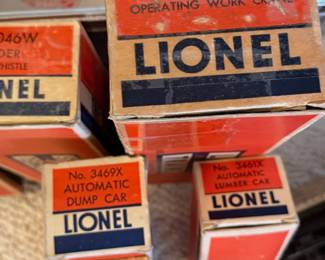 046W
DER
HISTLE
NEL
OPERATING WORK CRANE
LIONEL
No. 3469X
AUTOMATIC
DUMP CAR
LIONEL
No. 3461X
AUTOMATIC
LUMBER CAR
LIONEL